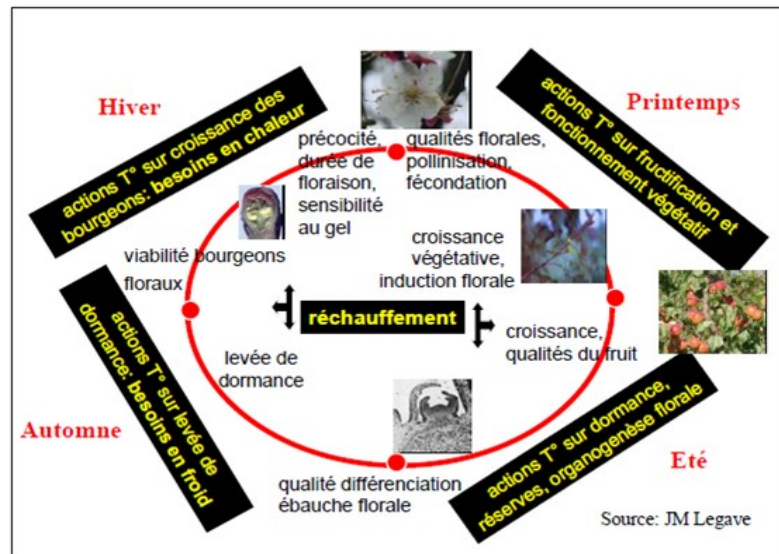 Hiver
actions T° sur croissance des
bourgeons: besoins en chaleur
Printemps
actions T° sur fructification et
fonctionnement végétatif
précocité,
durée de
floraison,
sensibilité
au gel
qualités florales,
pollinisation,
fécondation
viabilité bourgeons
floraux
croissance
végétative,
induction florale
réchauffement
croissance,
qualités du fruit
levée de
dormance
Automne
actions T° sur levée de
dormance: besoins en
froid
qualité différenciation
ébauche florale
Eté
actions T° sur dormance,
réserves, organogenèse florale
Source: JM Legave